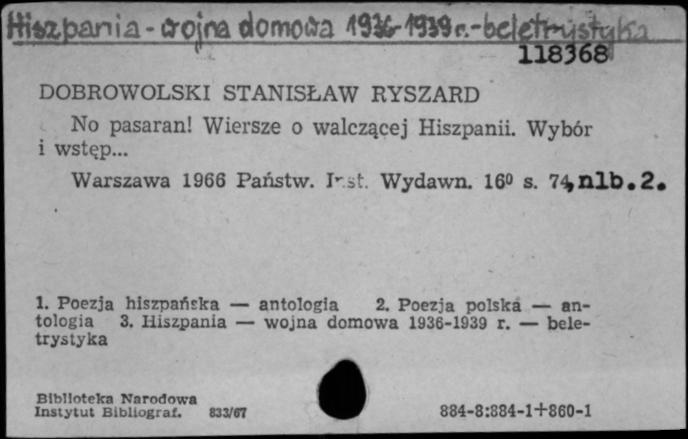 Hiszpania - wojna domowa 1936-1939 r. - beletrystyka
118368
DOBROWOLSKI STANISŁAW RYSZARD
No pasaran! Wiersze o walczącej Hiszpanii. Wybór
i wstęp...
Warszawa 1966 Państw. Inst. Wydawn. 16⁰ s. 74, nlb. 2.
1. Poezja hiszpańska — antologia 2. Poezja polska — an-
tologia 3. Hiszpania — wojna domowa 1936-1939 r. — bele-
trystyka
Biblioteka Narodowa
Instytut Bibliograf. 833/67 884-8:884-1+860-1